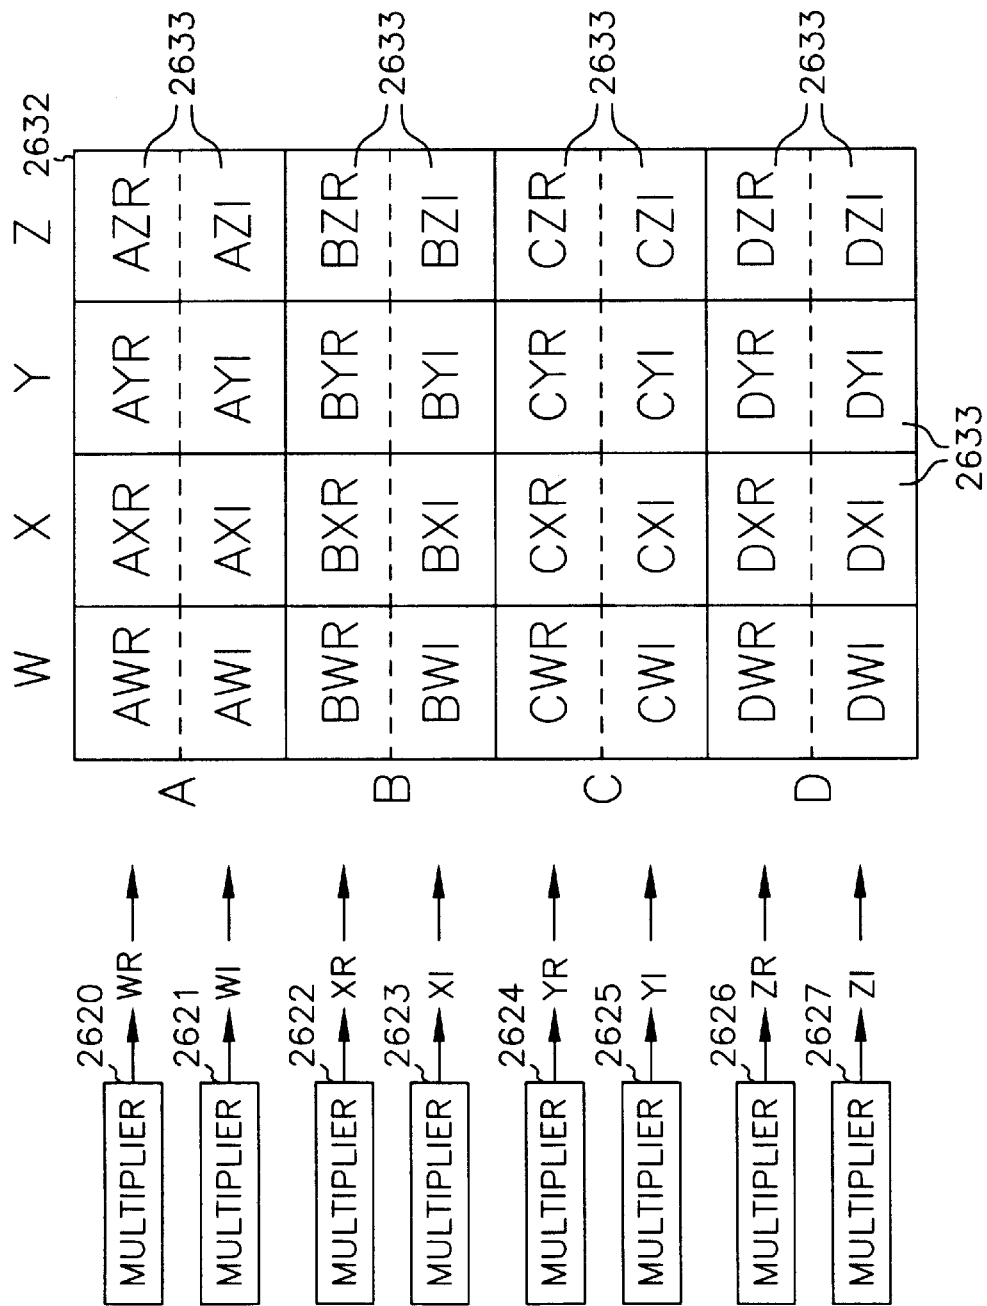 W X Y Z
2632
A
AWR AXR AYR AZR
AWI AXI AYI AZI
2633
B
BWR BXR BYR BZR
BWI BXI BYI BZI
2633
C
CWR CXR CYR CZR
CWI CXI CYI CZI
2633
D
DWR DXR DYR DZR
DWI DXI DYI DZI
2633
2633
MULTIPLIER 2620 WR
MULTIPLIER 2621 WI
MULTIPLIER 2622 XR
MULTIPLIER 2623 XI
MULTIPLIER 2624 YR
MULTIPLIER 2625 YI
MULTIPLIER 2626 ZR
MULTIPLIER 2627 ZI